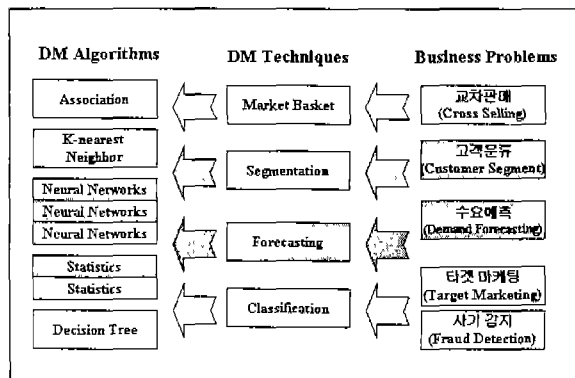 DM Algorithms
DM Techniques
Business Problems
Association
Market Basket
교차판매
(Cross Selling)
K-nearest
Neighbor
Segmentation
고객분류
(Customer Segment)
Neural Networks
Neural Networks
Neural Networks
Forecasting
수요예측
(Demand Forecasting)
Statistics
Statistics
Classification
타겟 마케팅
(Target Marketing)
Decision Tree
사기 감지
(Fraud Detection)